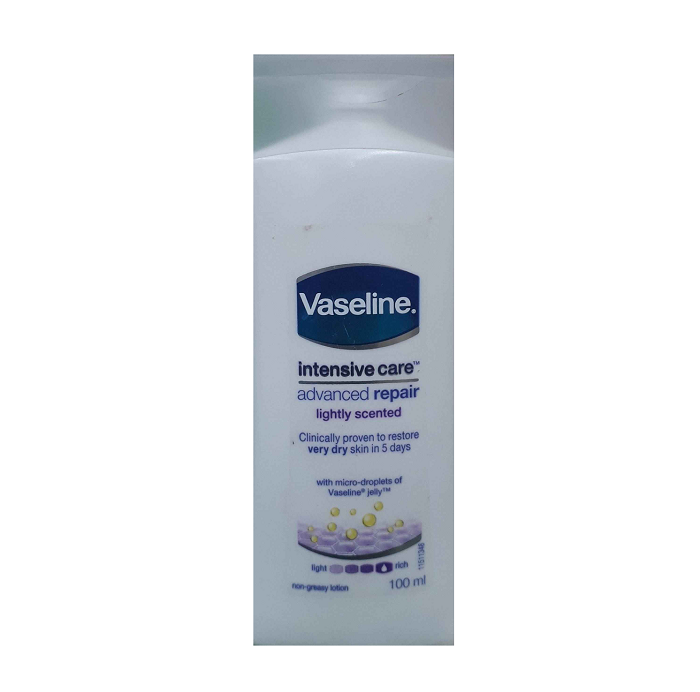 Vaseline.
intensive care™
advanced repair
lightly scented
Clinically proven to restore
very dry skin in 5 days
with micro-droplets of
Vaseline® jelly™
light rich
non-greasy lotion
100 ml